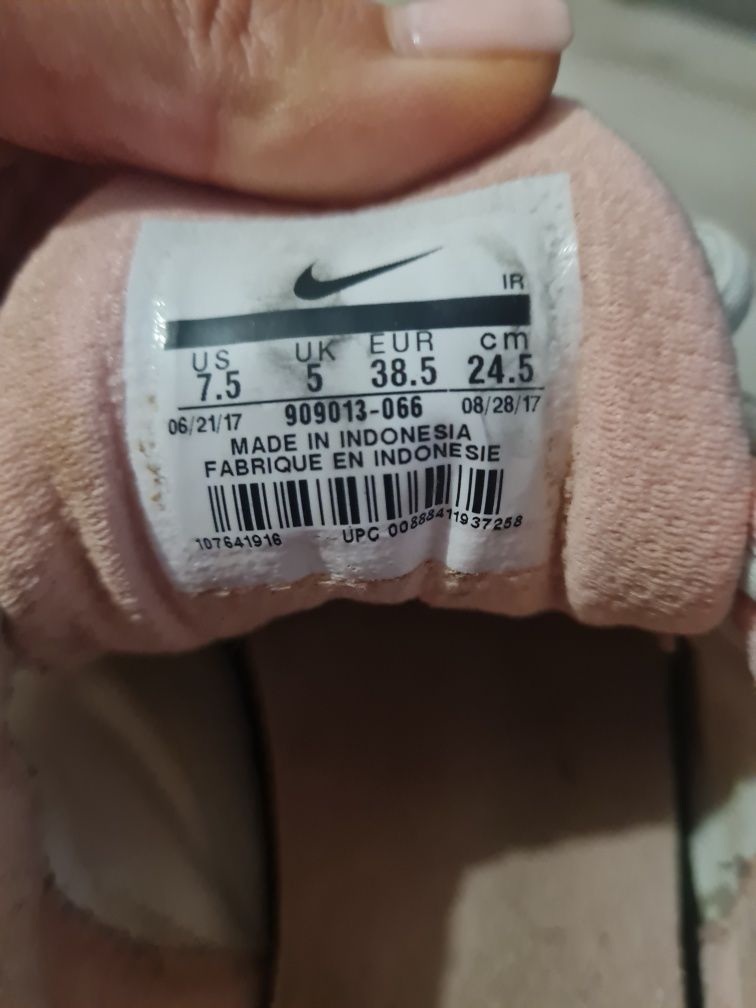 IR
US UK EUR cm
7.5 5 38.5 24.5
06/21/17 909013-066 08/28/17
MADE IN INDONESIA
FABRIQUE EN INDONESIE
107641916 UPC 00888411937258